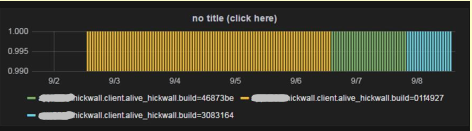 no title (click here)
1.000
0.995
0.990
9/2 9/3 9/4 9/5 9/6 9/7 9/8
hickwall.client.alive_hickwall.build=46873be ickwall.client.alive_hickwall.build=01f4927
hickwall.client.alive_hickwall.build=3083164